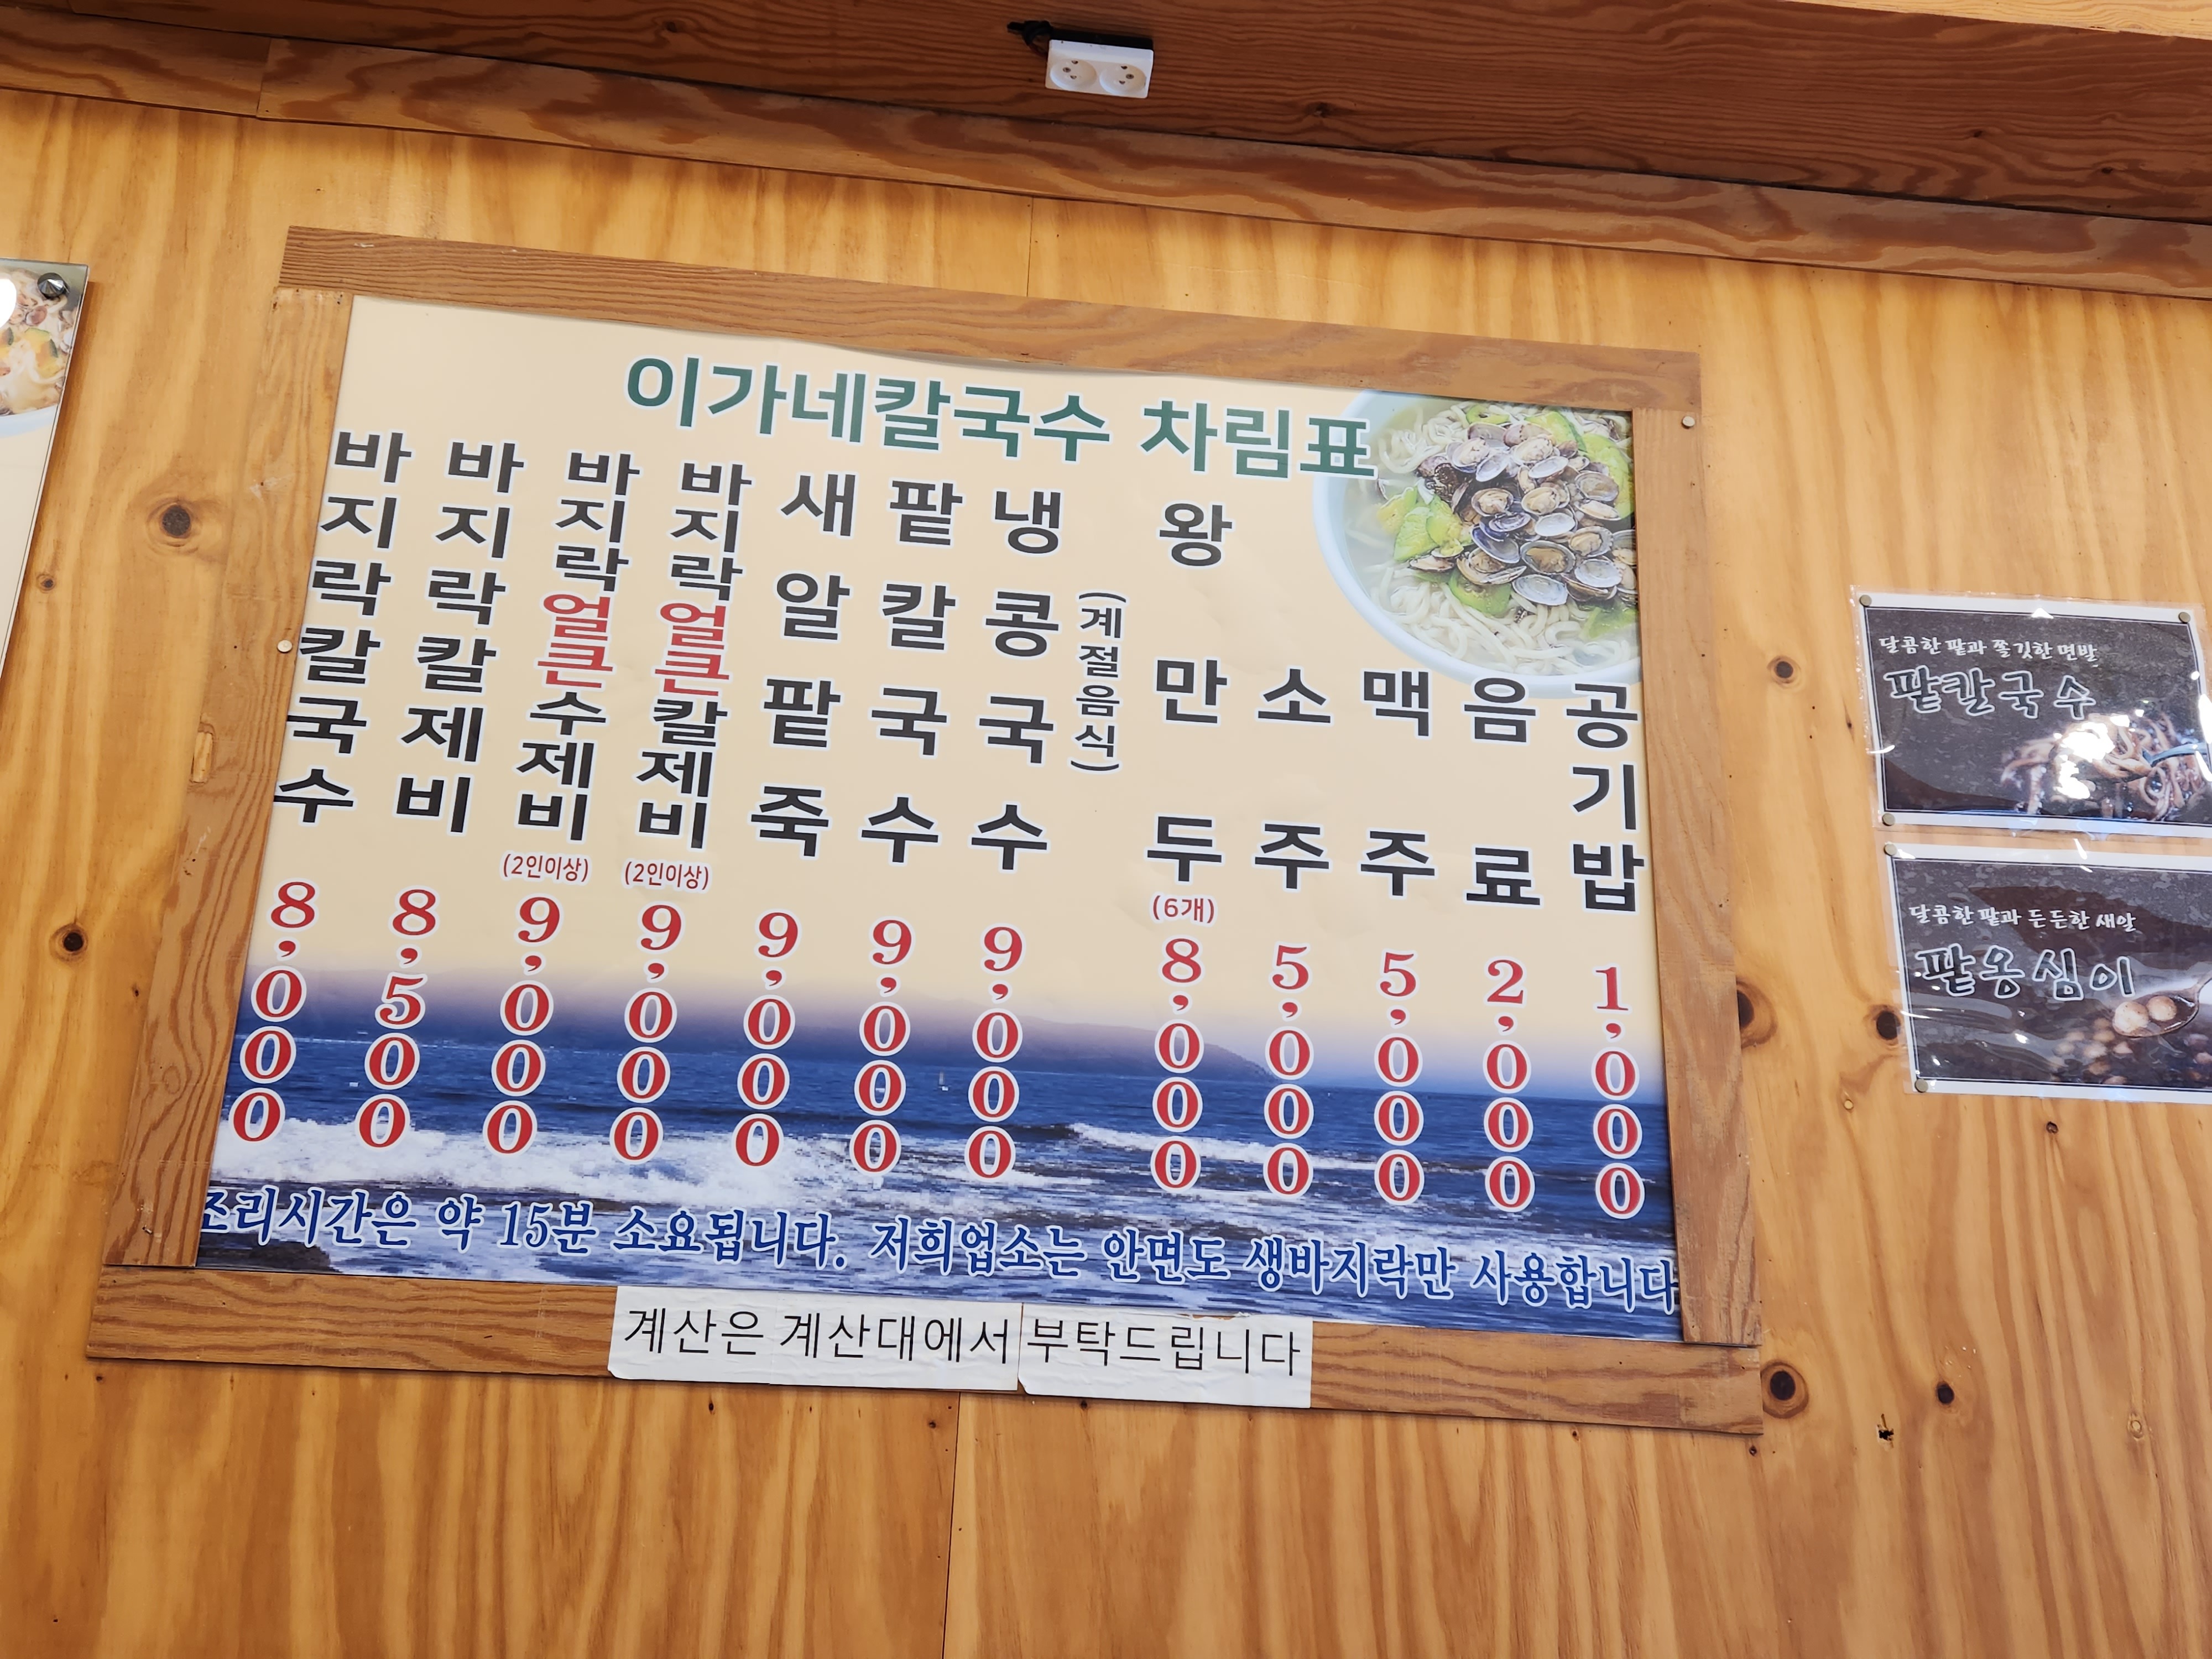 이가네칼국수 차림표
바지락칼국수 8,000
바지락칼제비 8,500
바지락얼큰수제비 (2인이상) 9,000
바지락얼큰칼제비 (2인이상) 9,000
새알팥죽 9,000
팥칼국수 9,000
냉콩국수 (계절음식) 9,000
왕만두 (6개) 8,000
소주 5,000
맥주 5,000
음료 2,000
공기밥 1,000
조리시간은 약 15분 소요됩니다. 저희업소는 안면도 생바지락만 사용합니다
계산은 계산대에서 부탁드립니다
달콤한 팥과 쫄깃한 면발
팥칼국수
달콤한 팥과 든든한 새알
팥옹심이